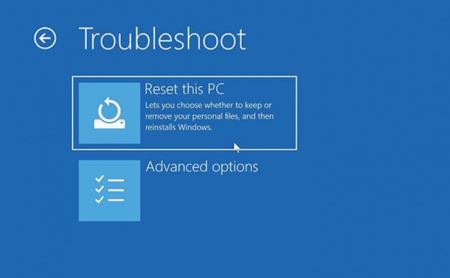 Troubleshoot
Reset this PC
Lets you choose whether to keep or
remove your personal files, and then
reinstalls Windows.
Advanced options